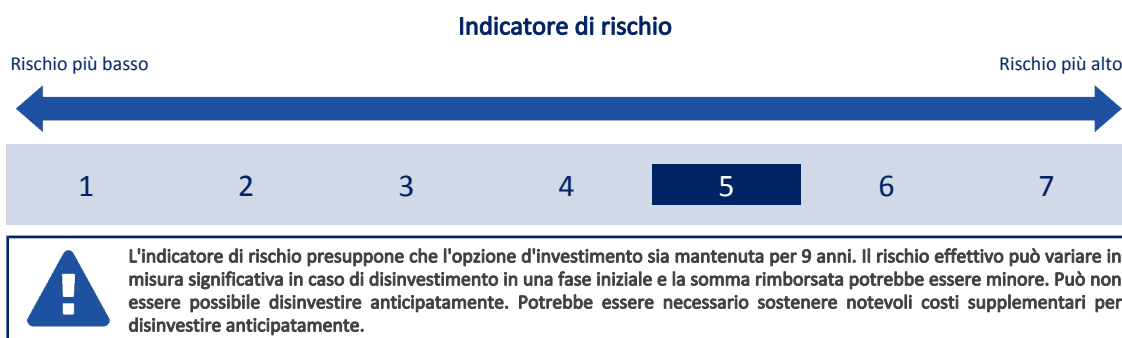 Indicatore di rischio
Rischio più basso
Rischio più alto
1 2 3 4 5 6 7
L'indicatore di rischio presuppone che l'opzione d'investimento sia mantenuta per 9 anni. Il rischio effettivo può variare in
misura significativa in caso di disinvestimento in una fase iniziale e la somma rimborsata potrebbe essere minore. Può non
essere possibile disinvestire anticipatamente. Potrebbe essere necessario sostenere notevoli costi supplementari per
disinvestire anticipatamente.